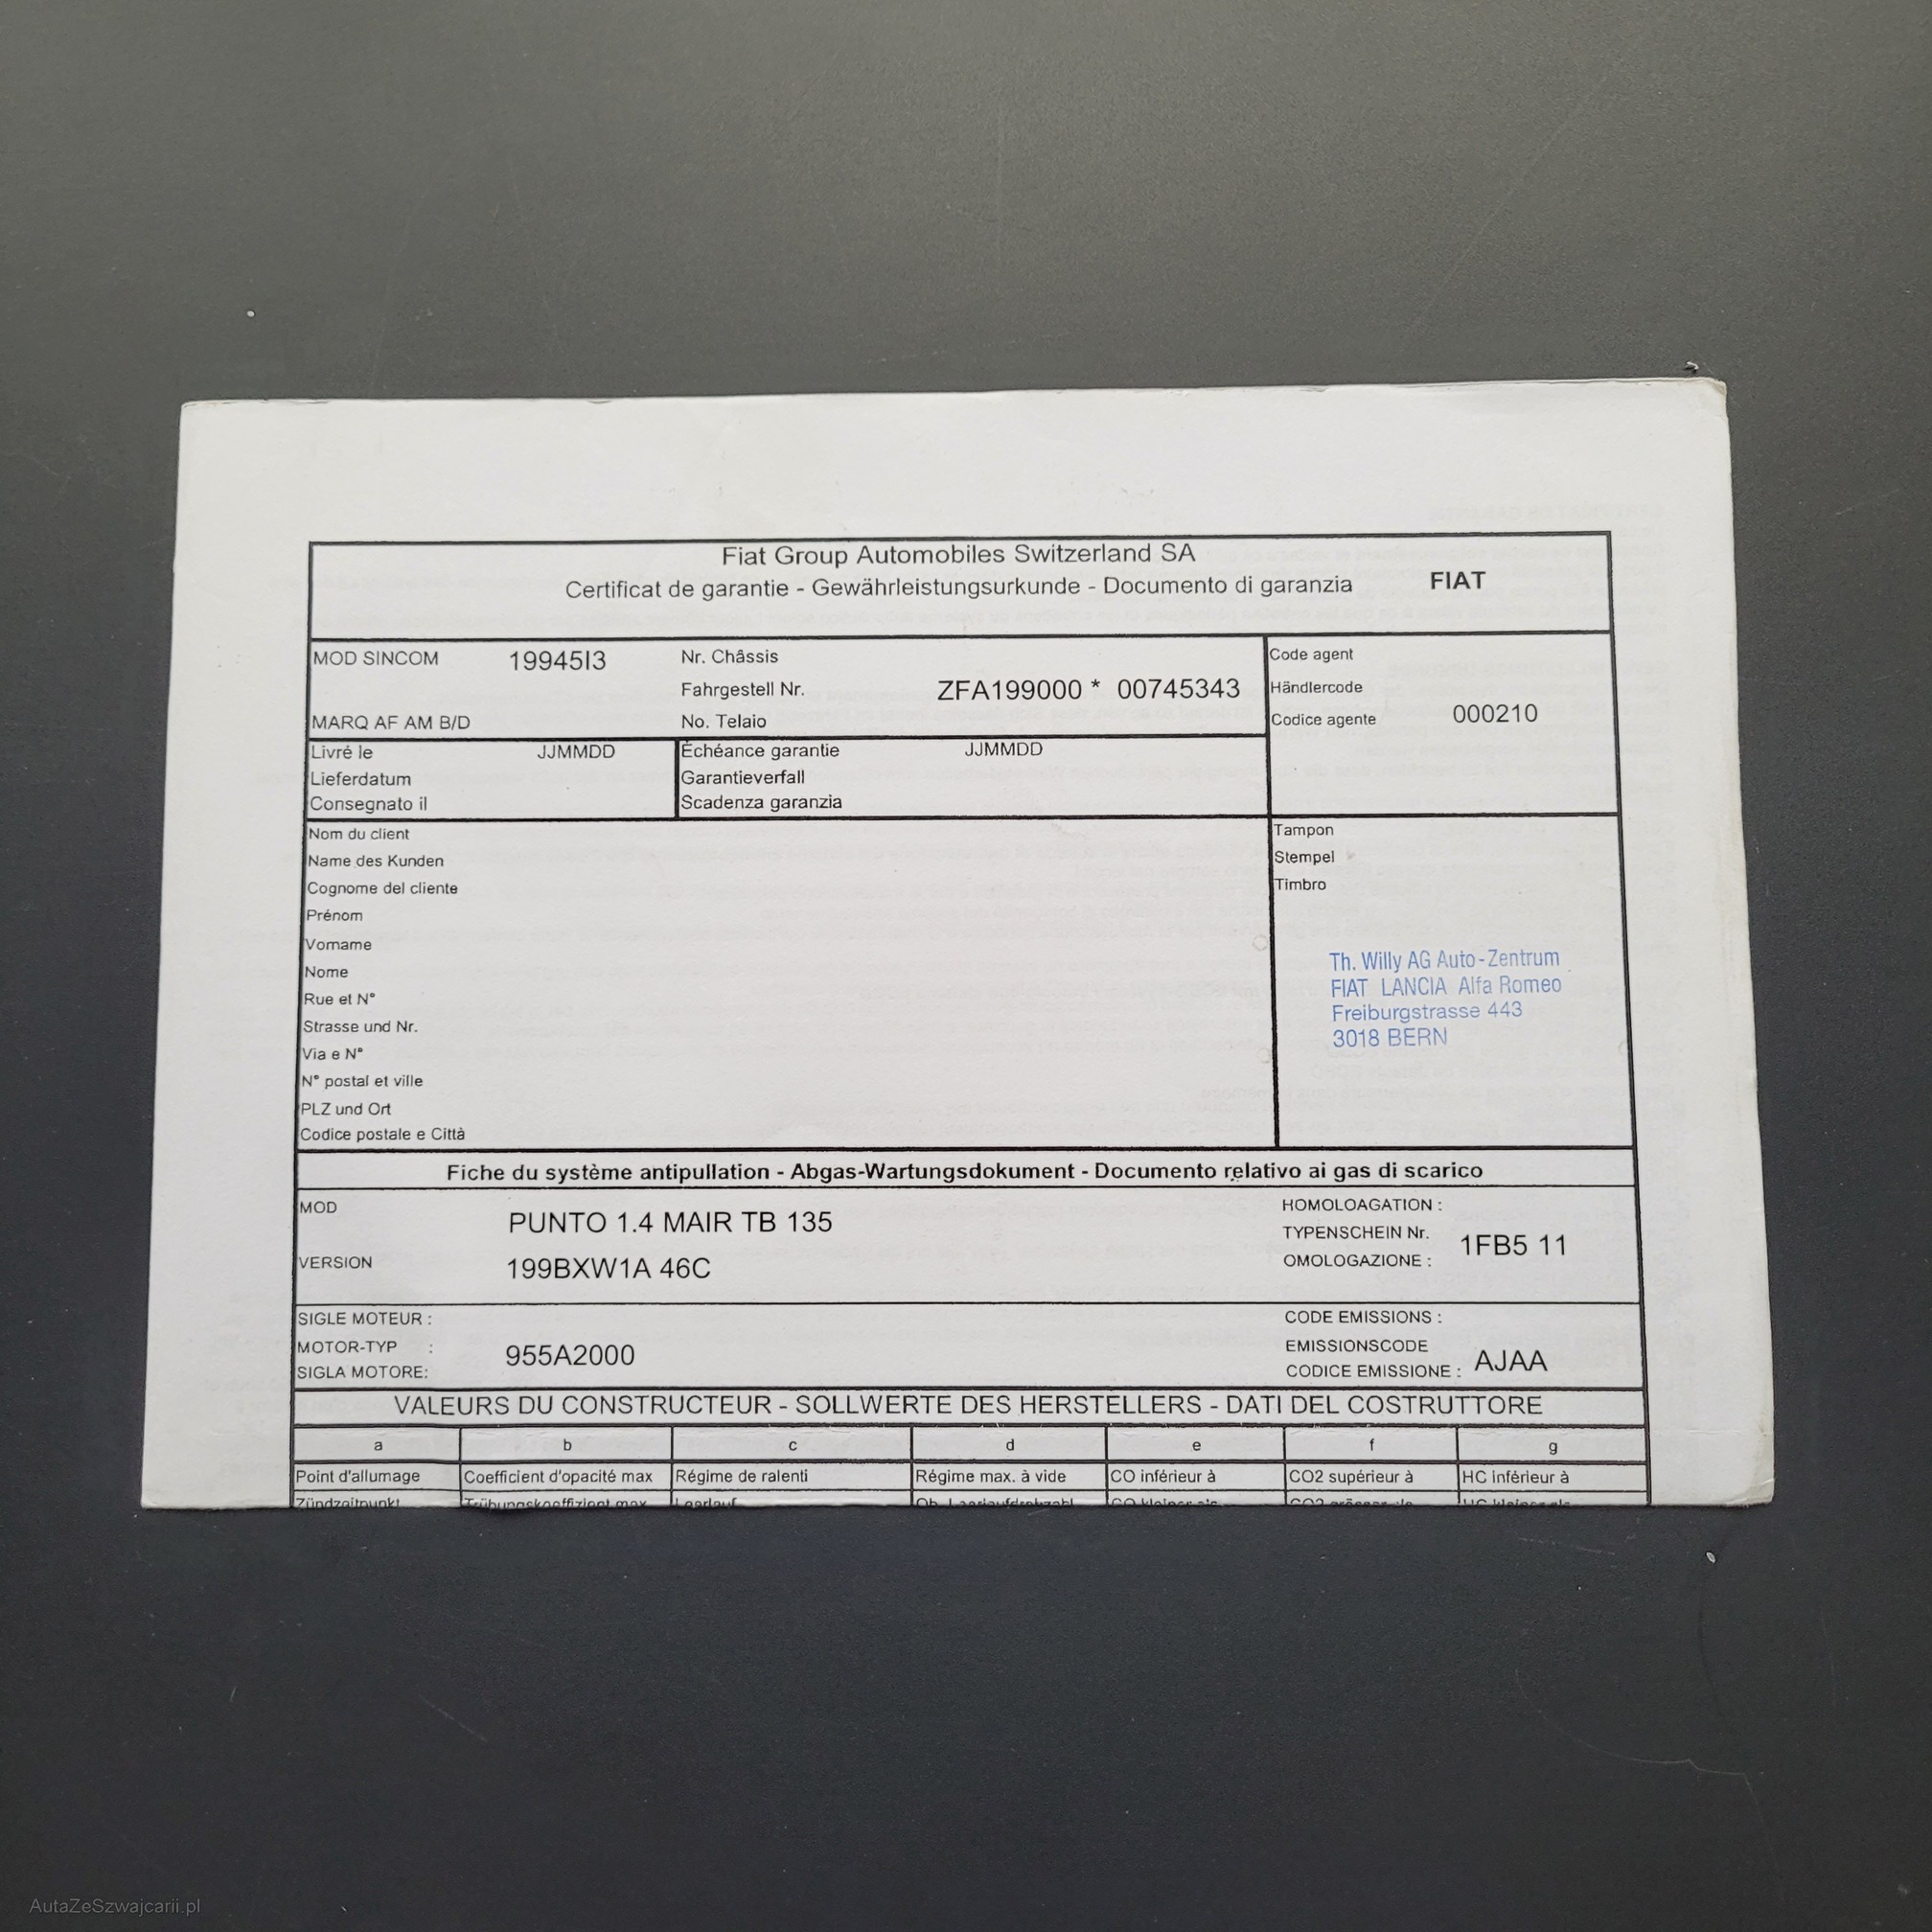 Fiat Group Automobiles Switzerland SA
Certificat de garantie - Gewährleistungsurkunde - Documento di garanzia FIAT
MOD SINCOM 19945I3
MARQ AF AM B/D
Nr. Châssis
Fahrgestell Nr. ZFA199000 * 00745343
No. Telaio
Code agent
Händlercode
Codice agente 000210
Livré le JJMMDD
Lieferdatum
Consegnato il
Échéance garantie JJMMDD
Garantieverfall
Scadenza garanzia
Nom du client
Name des Kunden
Cognome del cliente
Prénom
Vorname
Nome
Rue et N°
Strasse und Nr.
Via e N°
N° postal et ville
PLZ und Ort
Codice postale e Città
Tampon
Stempel
Timbro
Th. Willy AG Auto-Zentrum
FIAT LANCIA Alfa Romeo
Freiburgstrasse 443
3018 BERN
Fiche du système antipullation - Abgas-Wartungsdokument - Documento relativo ai gas di scarico
MOD PUNTO 1.4 MAIR TB 135
VERSION 199BXW1A 46C
HOMOLOAGATION :
TYPENSCHEIN Nr. 1FB5 11
OMOLOGAZIONE :
SIGLE MOTEUR :
MOTOR-TYP : 955A2000
SIGLA MOTORE:
CODE EMISSIONS :
EMISSIONSCODE
CODICE EMISSIONE : AJAA
VALEURS DU CONSTRUCTEUR - SOLLWERTE DES HERSTELLERS - DATI DEL COSTRUTTORE
a b c d e f g
Point d'allumage Coefficient d'opacité max Régime de ralenti Régime max. à vide CO inférieur à CO2 supérieur à HC inférieur à
Zündzeitpunkt Trübungskoeffizient max Leerlauf
AutaZeSzwajcarii.pl